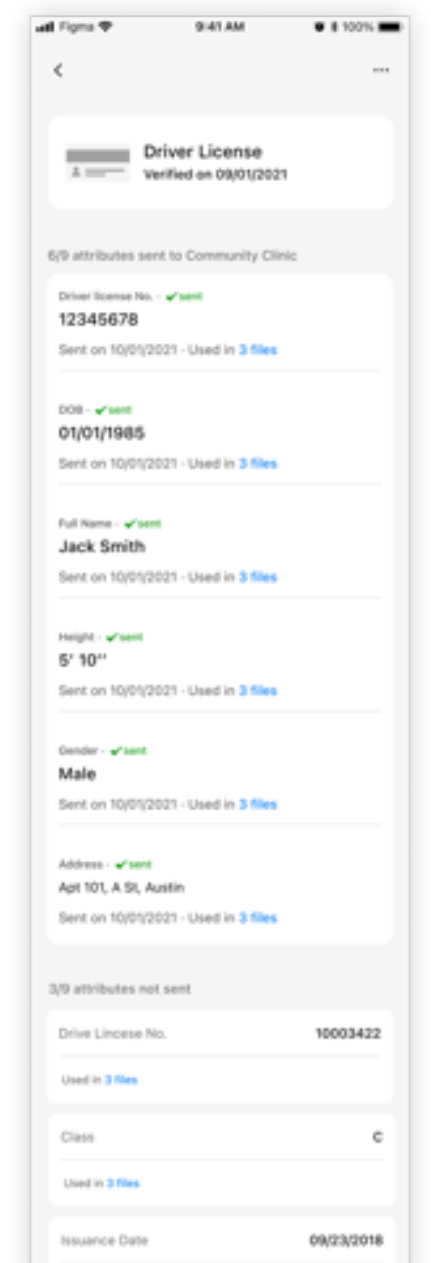 Figma 9:41 AM 100%
Driver License
Verified on 09/01/2021
6/9 attributes sent to Community Clinic
Driver license No. - ✔sent
12345678
Sent on 10/01/2021 - Used in 3 files
DOB - ✔sent
01/01/1985
Sent on 10/01/2021 - Used in 3 files
Full Name - ✔sent
Jack Smith
Sent on 10/01/2021 - Used in 3 files
Height - ✔sent
5' 10''
Sent on 10/01/2021 - Used in 3 files
Gender - ✔sent
Male
Sent on 10/01/2021 - Used in 3 files
Address - ✔sent
Apt 101, A St, Austin
Sent on 10/01/2021 - Used in 3 files
3/9 attributes not sent
Drive Lincese No. 10003422
Used in 3 files
Class C
Used in 3 files
Issuance Date 09/23/2018